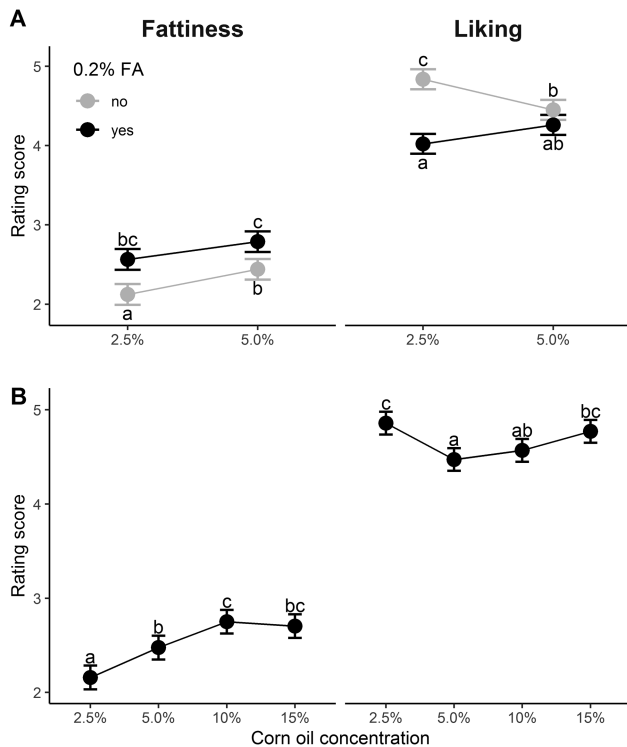 A
Fattiness
Liking
0.2% FA
no
yes
Rating score
5
4
3
2
bc
c
a
b
c
b
a
ab
2.5%
5.0%
2.5%
5.0%
B
Rating score
5
4
3
2
a
b
c
bc
c
a
ab
bc
2.5%
5.0%
10%
15%
2.5%
5.0%
10%
15%
Corn oil concentration